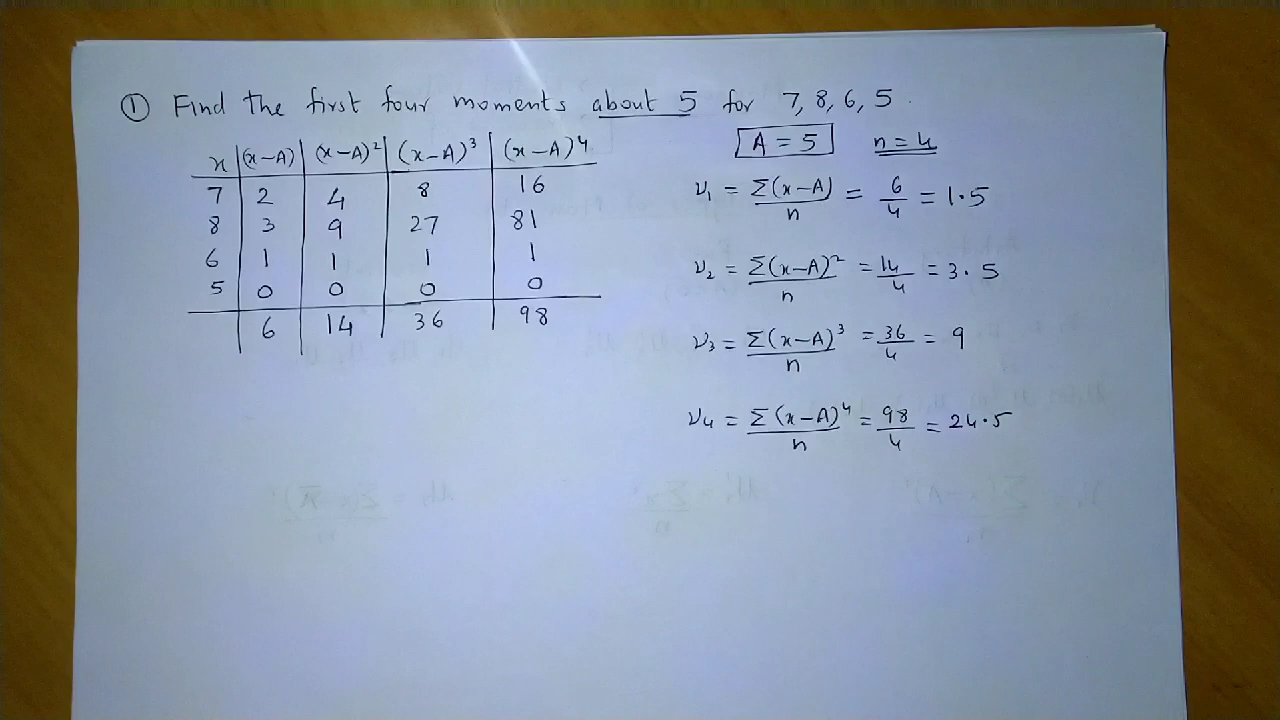 ① Find the first four moments about 5 for 7, 8, 6, 5.
A = 5 n = 4
x (x-A) (x-A)² (x-A)³ (x-A)⁴
7 2 4 8 16
8 3 9 27 81
6 1 1 1 1
5 0 0 0 0
6 14 36 98
ν₁ = Σ(x-A)/n = 6/4 = 1.5
ν₂ = Σ(x-A)²/n = 14/4 = 3.5
ν₃ = Σ(x-A)³/n = 36/4 = 9
ν₄ = Σ(x-A)⁴/n = 98/4 = 24.5